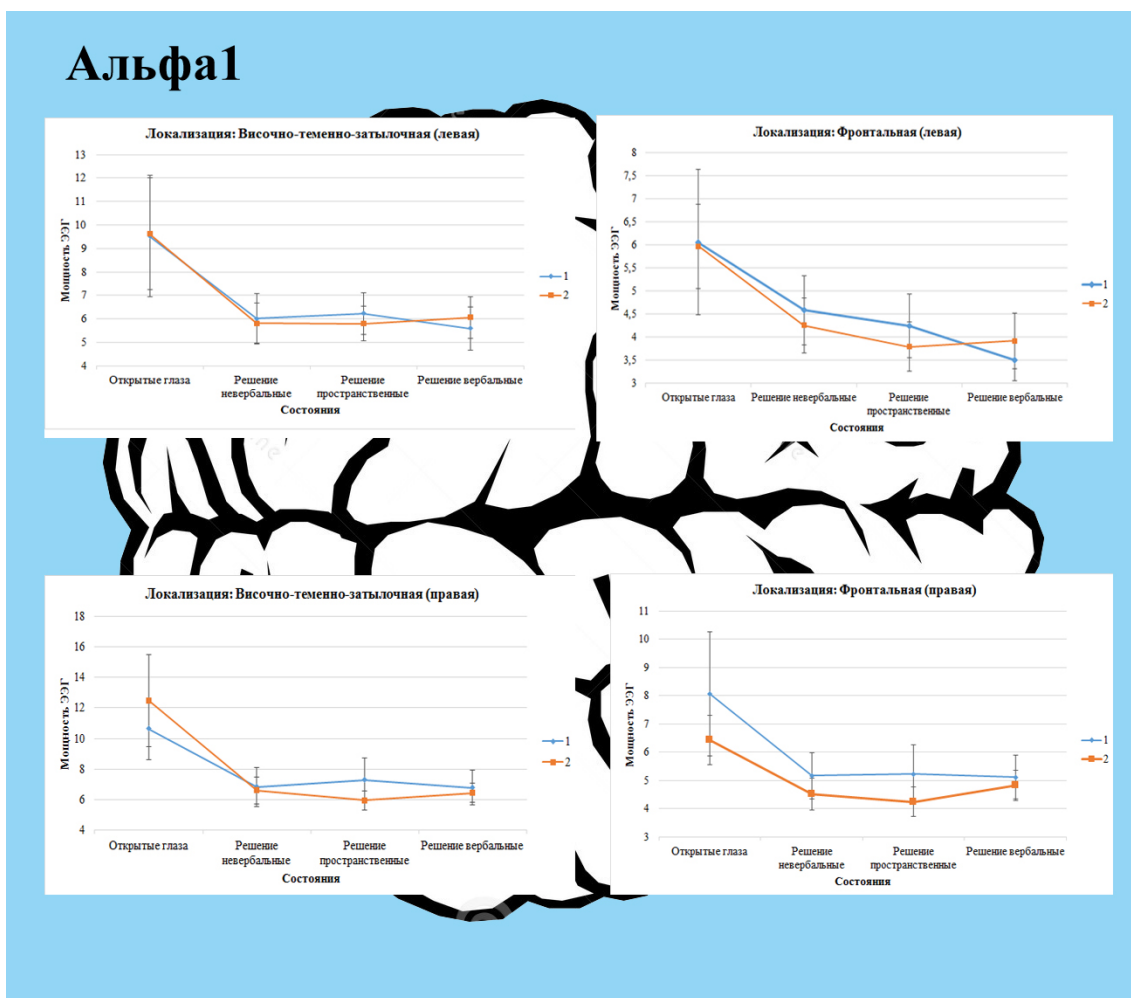 Альфа1
Локализация: Височно-теменно-затылочная (левая)
Мощность ЭЭГ
13
12
11
10
9
8
7
6
5
4
Открытые глаза
Решение невербальные
Решение пространственные
Решение вербальные
Состояния
1
2
Локализация: Фронтальная (левая)
Мощность ЭЭГ
8
7,5
7
6,5
6
5,5
5
4,5
4
3,5
3
Открытые глаза
Решение невербальные
Решение
пространственные
Решение вербальные
Состояния
1
2
Локализация: Височно-теменно-затылочная (правая)
Мощность ЭЭГ
18
16
14
12
10
8
6
4
Открытые глаза
Решение
невербальные
Решение
пространственные
Решение вербальные
Состояния
1
2
Локализация: Фронтальная (правая)
Мощность ЭЭГ
11
10
9
8
7
6
5
4
3
Открытые глаза
Решение
невербальные
Решение
пространственные
Решение вербальные
Состояния
1
2